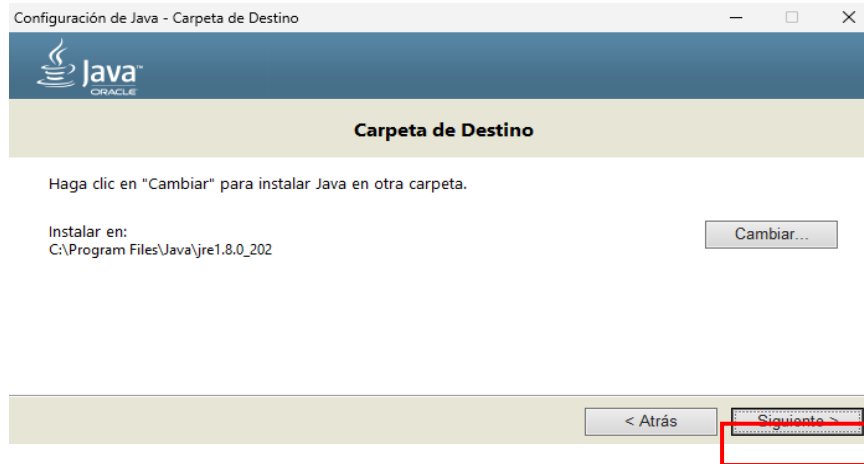 Configuración de Java - Carpeta de Destino
Java™
ORACLE
Carpeta de Destino
Haga clic en "Cambiar" para instalar Java en otra carpeta.
Instalar en:
C:\Program Files\Java\jre1.8.0_202
Cambiar...
< Atrás
Siguiente >